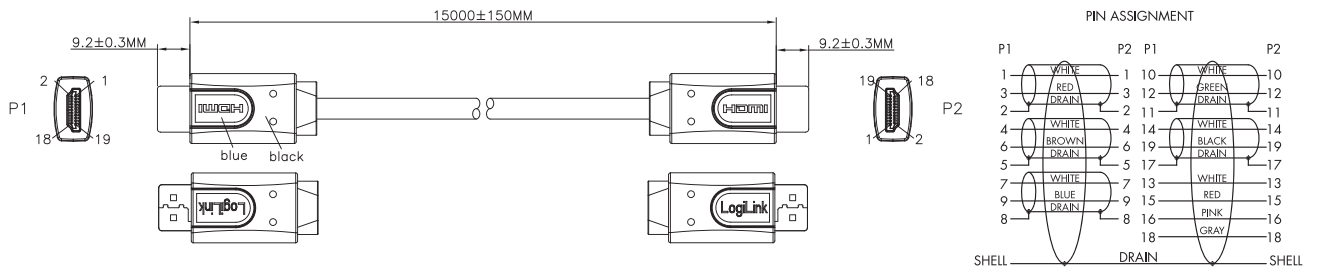 15000±150MM
PIN ASSIGNMENT
9.2±0.3MM
9.2±0.3MM
P1 P2 P1 P2
2 1
19 18
P1
HDMI
HDMI
P2
18 19
1 2
blue
black
LogiLink
LogiLink
1 WHITE 1 10 WHITE 10
3 RED 3 12 GREEN 12
2 DRAIN 2 11 DRAIN 11
4 WHITE 4 14 WHITE 14
6 BROWN 6 19 BLACK 19
5 DRAIN 5 17 DRAIN 17
7 WHITE 7 13 WHITE 13
9 BLUE 9 15 RED 15
8 DRAIN 8 16 PINK 16
18 GRAY 18
SHELL DRAIN SHELL